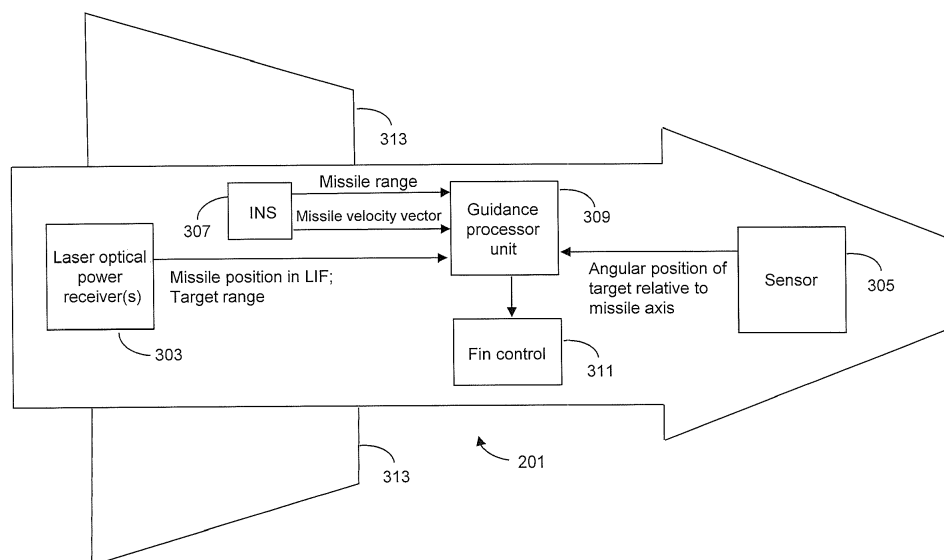 313
Missile range
INS
307
Missile velocity vector
Guidance
processor
unit
309
Laser optical
power
receiver(s)
Missile position in LIF;
Target range
303
Angular position of
target relative to
missile axis
Sensor
305
Fin control
311
313
201